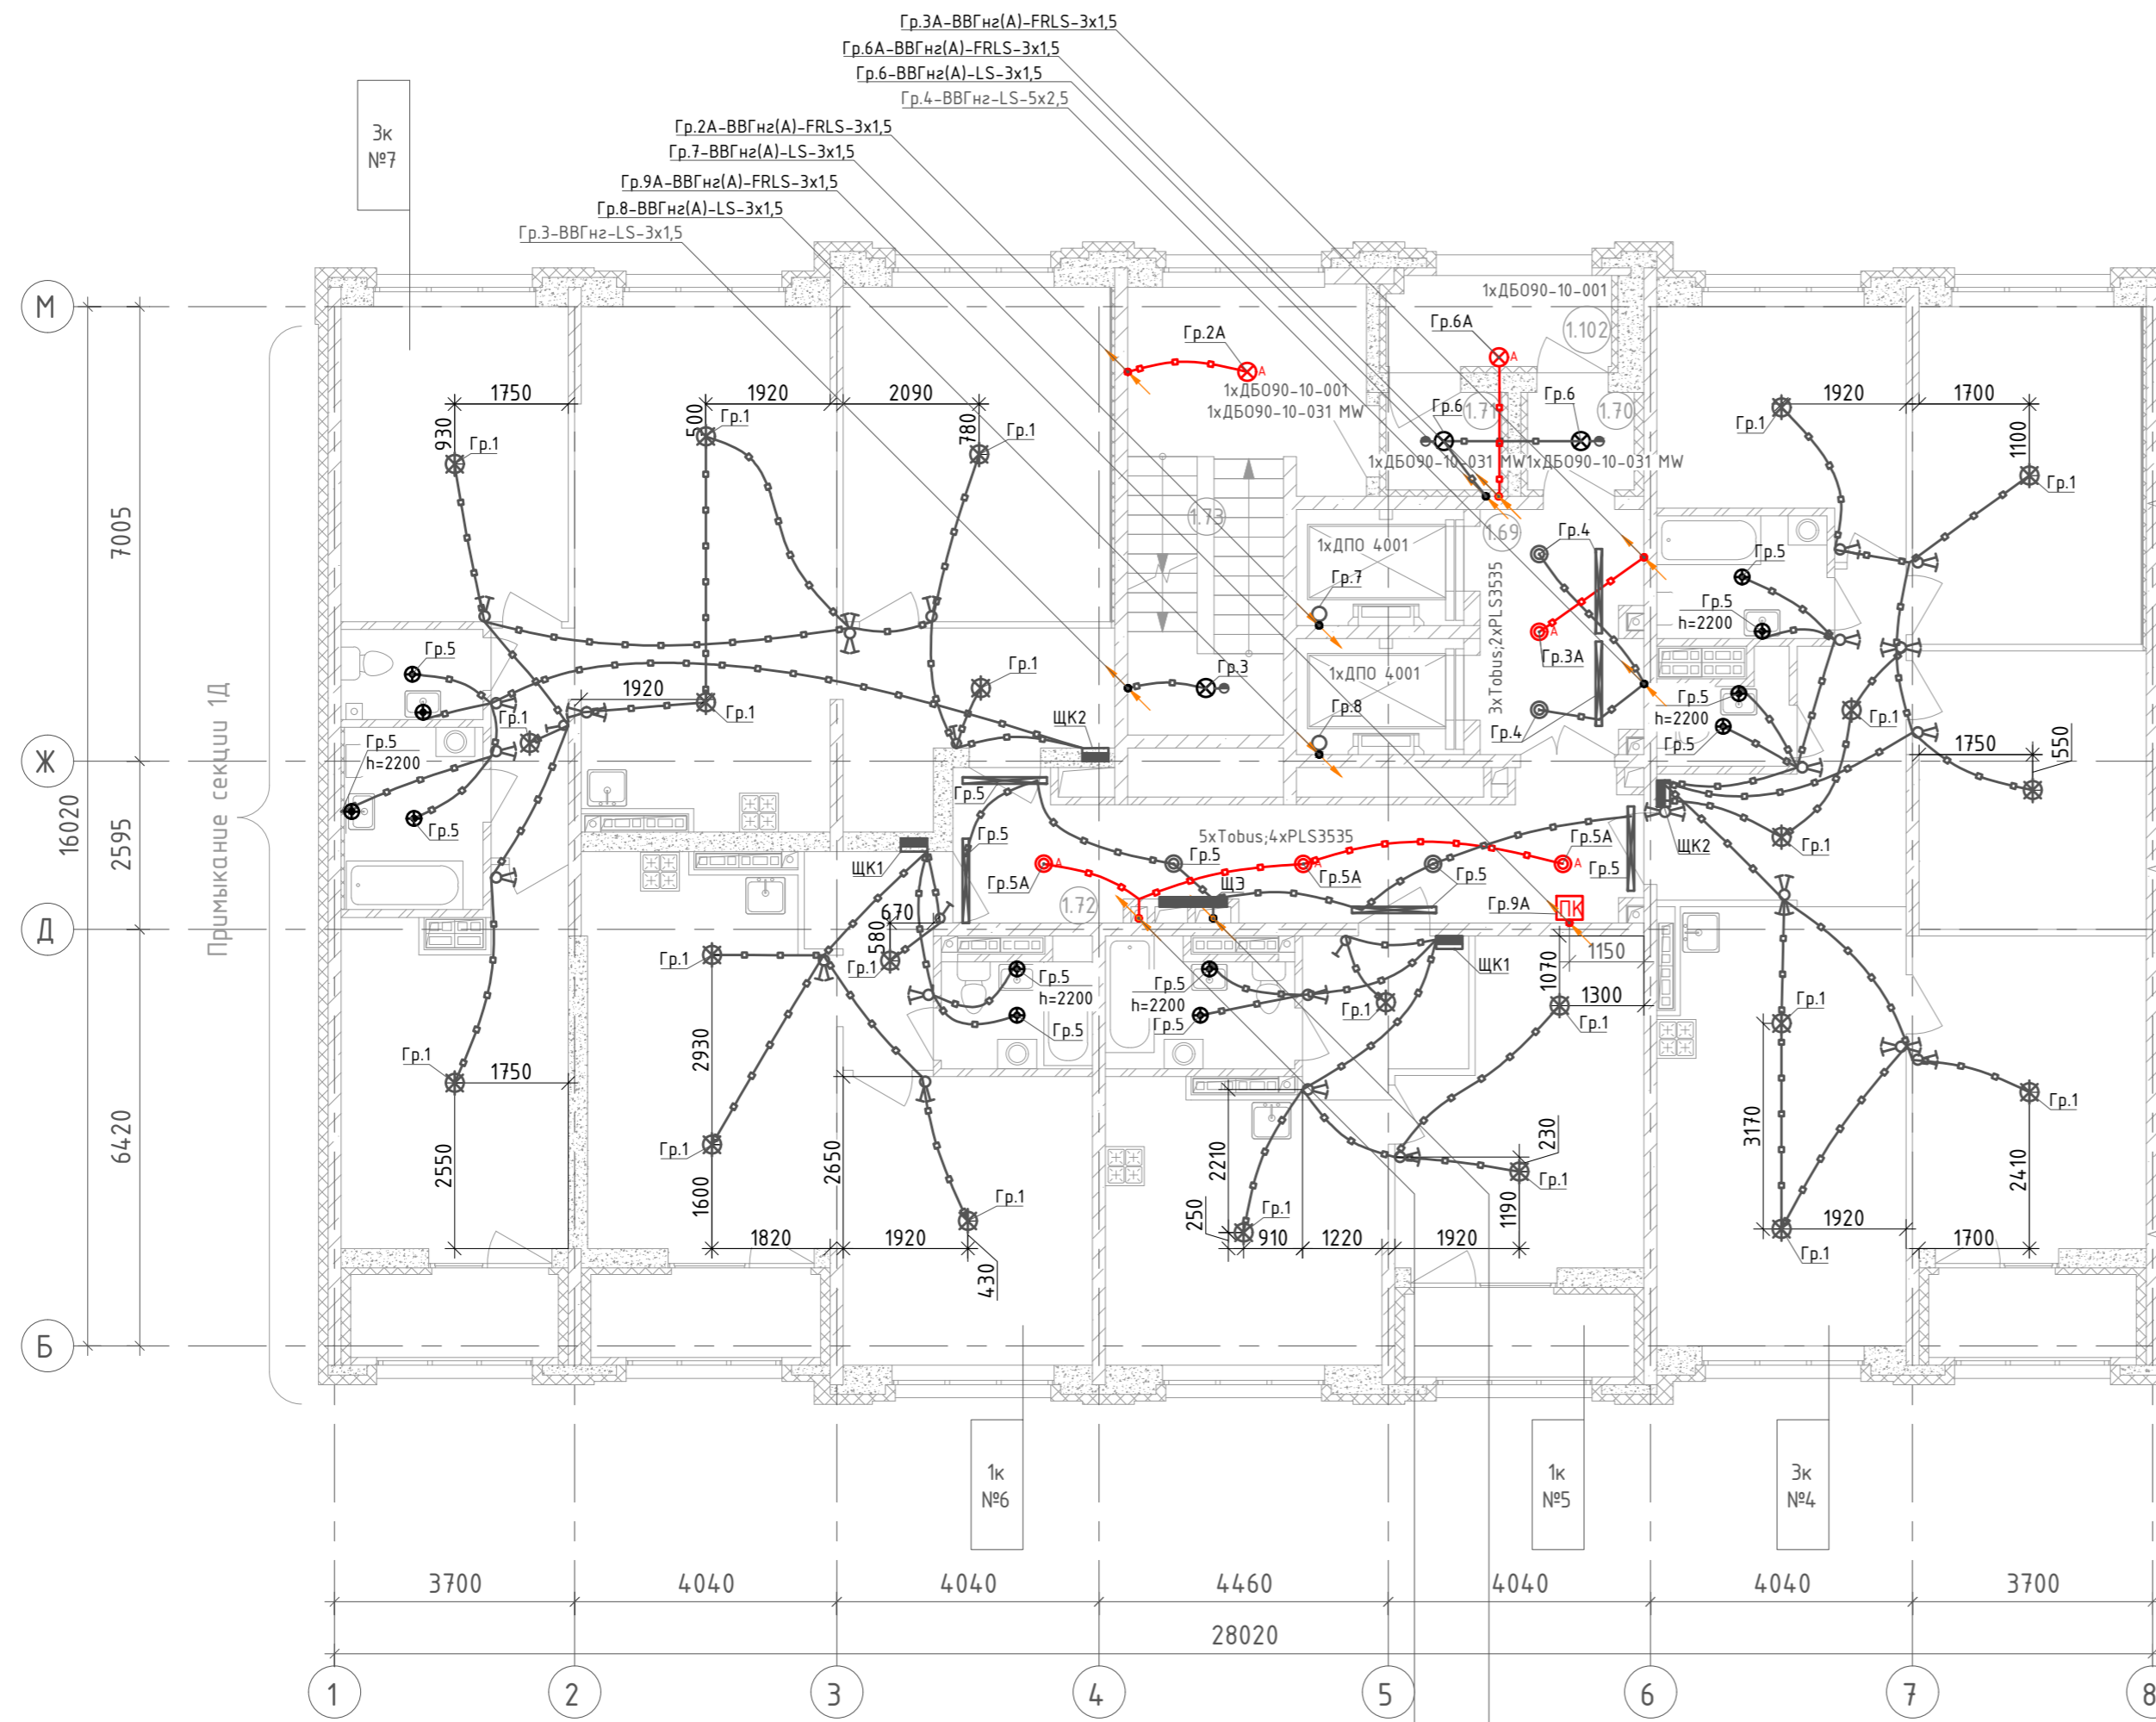 Гр.3А-ВВГнг(А)-FRLS-3х1,5
Гр.6А-ВВГнг(А)-FRLS-3х1,5
Гр.6-ВВГнг(А)-LS-3х1,5
Гр.4-ВВГнг-LS-5х2,5
Гр.2А-ВВГнг(А)-FRLS-3х1,5
Гр.7-ВВГнг(А)-LS-3х1,5
Гр.9А-ВВГнг(А)-FRLS-3х1,5
Гр.8-ВВГнг(А)-LS-3х1,5
Гр.3-ВВГнг-LS-3х1,5
3к
№7
М
1хДБО90-10-001
1.102
Гр.6А
А
Гр.2А
А
1хДБО90-10-001
1хДБО90-10-031 MW
1750
1920
2090
1920
1700
930
500
780
1100
Гр.1
Гр.1
Гр.1
Гр.6
1.71
Гр.6
1.70
Гр.1
Гр.1
1хДБО90-10-031 MW
1хДБО90-10-031 MW
7005
1.73
1.69
1хДПО 4001
Гр.4
Гр.7
3хTobus;2хPLS3535
Гр.5
Гр.5
h=2200
А
Гр.3А
Гр.5
1хДПО 4001
Гр.3
Гр.1
1920
Гр.1
Гр.1
Гр.8
Гр.4
Гр.5
h=2200
Гр.5
Гр.1
1750
550
Примыкание секции 1Д
Гр.5
h=2200
Гр.5
ЩК2
Ж
16020
2595
Гр.5
Гр.5
ЩК1
5хTobus;4хPLS3535
Гр.5
Гр.5А
ЩК2
Гр.1
Гр.5А
А
А
А
Гр.5А
Гр.5
Гр.5
ЩЭ
1.72
Гр.9А
ПК
Д
670
580
Гр.1
Гр.1
Гр.5
h=2200
Гр.5
Гр.5
h=2200
Гр.5
Гр.1
ЩК1
1070
1150
1300
Гр.1
Гр.1
6420
Гр.1
1750
2930
2550
Гр.1
1600
2650
1820
1920
430
Гр.1
2210
250
910
1220
Гр.1
230
1190
1920
Гр.1
3170
1920
Гр.1
2410
1700
Гр.1
Б
1к
№6
1к
№5
3к
№4
3700
4040
4040
4460
4040
4040
3700
28020
1
2
3
4
5
6
7
8